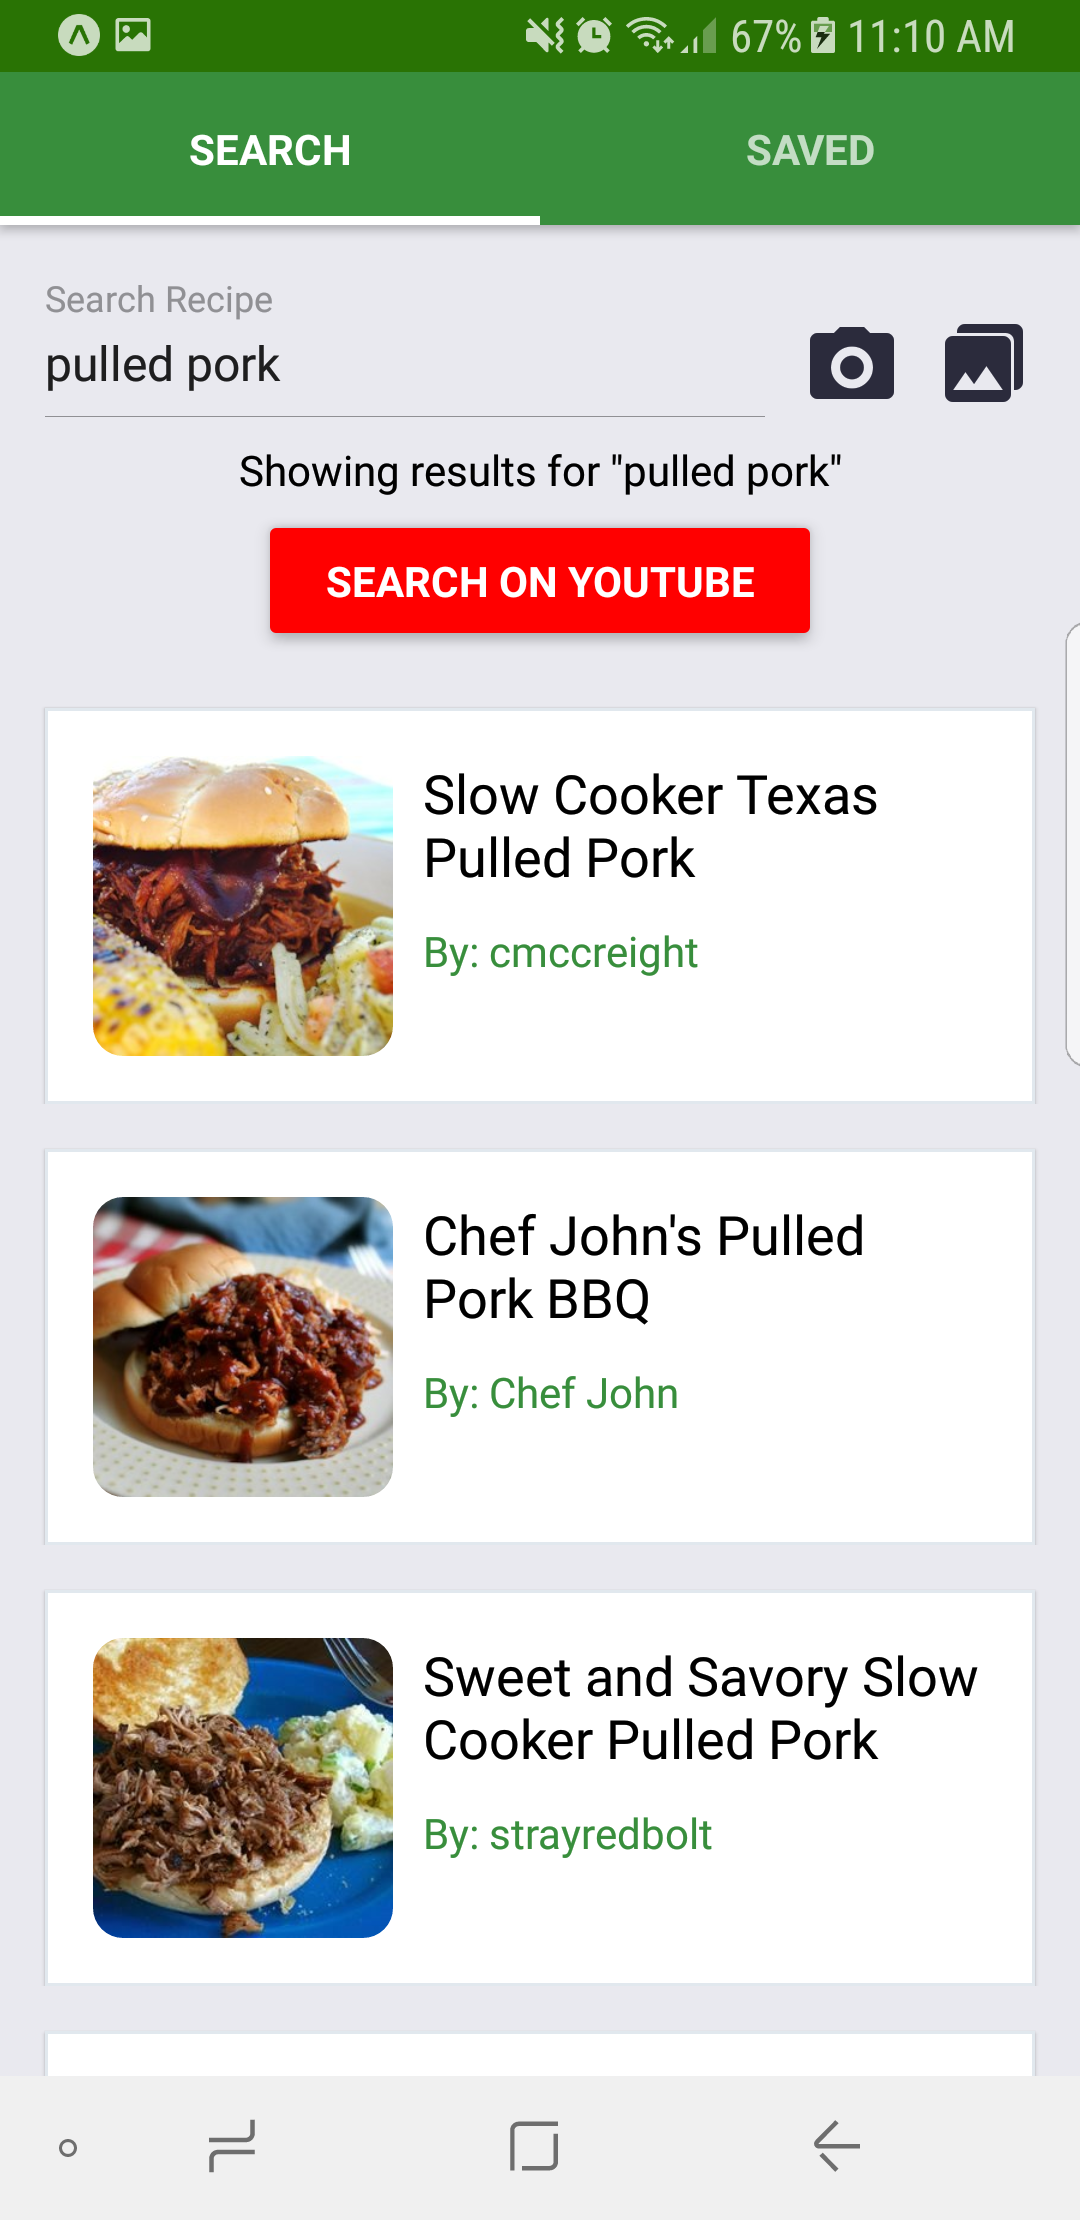 67% 11:10 AM
SEARCH SAVED
Search Recipe
pulled pork
Showing results for "pulled pork"
SEARCH ON YOUTUBE
Slow Cooker Texas
Pulled Pork
By: cmccreight
Chef John's Pulled
Pork BBQ
By: Chef John
Sweet and Savory Slow
Cooker Pulled Pork
By: strayredbolt